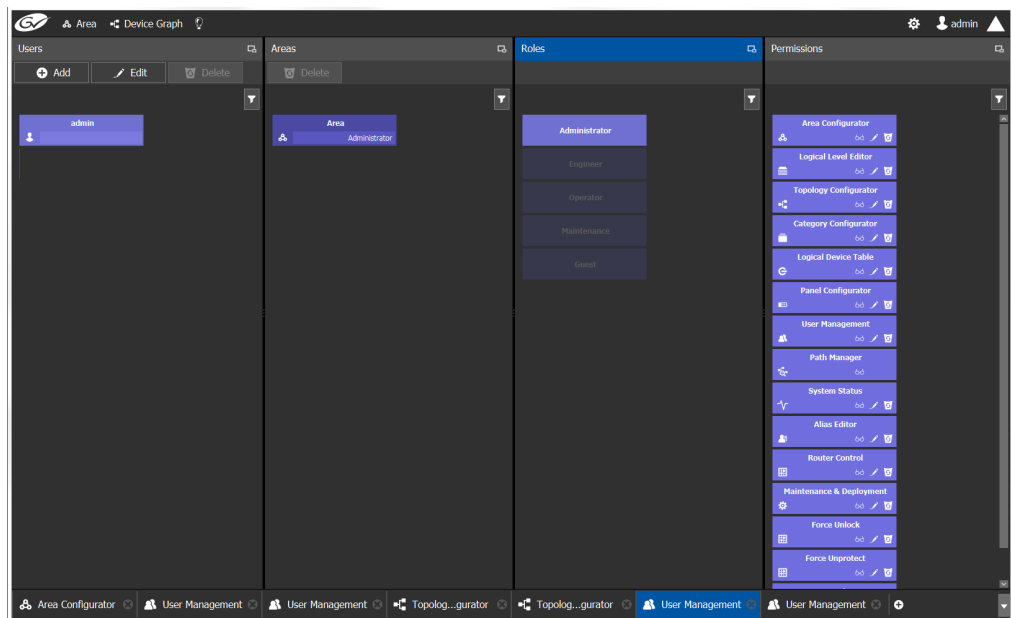 GV Area Device Graph admin
Users Areas Roles Permissions
Add Edit Delete Delete
admin
Area
Administrator
Administrator
Engineer
Operator
Maintenance
Guest
Area Configurator
Logical Level Editor
Topology Configurator
Category Configurator
Logical Device Table
Panel Configurator
User Management
Path Manager
System Status
Alias Editor
Router Control
Maintenance & Deployment
Force Unlock
Force Unprotect
Area Configurator User Management User Management Topolog...gurator Topolog...gurator User Management User Management